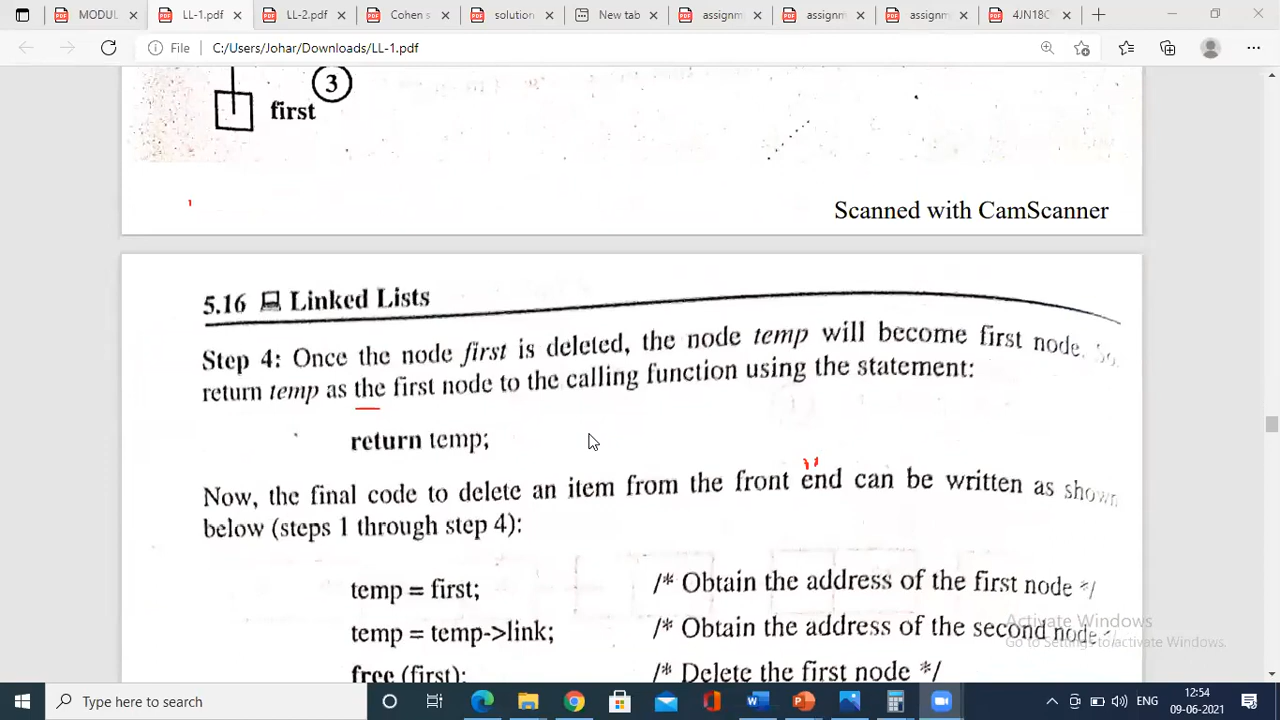 MODUL
LL-1.pdf
LL-2.pdf
Cohen s
solution
New tab
assignm
assignm
assignm
4JN18C
File
C:/Users/Johar/Downloads/LL-1.pdf
3
first
Scanned with CamScanner
5.16 Linked Lists
Step 4: Once the node first is deleted, the node temp will become first node. So,
return temp as the first node to the calling function using the statement:
return temp;
Now, the final code to delete an item from the front end can be written as shown
below (steps 1 through step 4):
temp = first; /* Obtain the address of the first node */
temp = temp->link; /* Obtain the address of the second node */
free (first); /* Delete the first node */
Activate Windows
Go to Settings to activate Windows.
Type here to search
ENG
12:54
09-06-2021